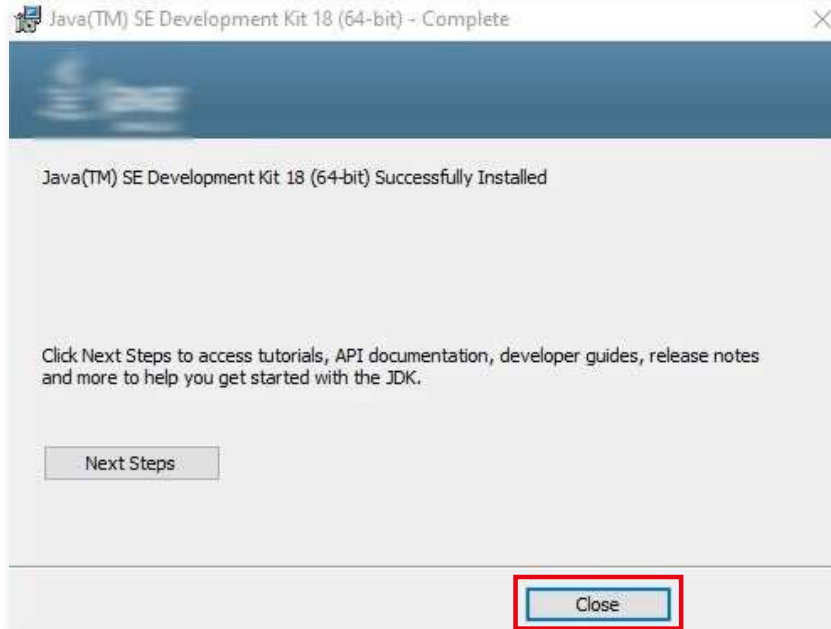 Java(TM) SE Development Kit 18 (64-bit) - Complete
Java(TM) SE Development Kit 18 (64-bit) Successfully Installed
Click Next Steps to access tutorials, API documentation, developer guides, release notes
and more to help you get started with the JDK.
Next Steps
Close